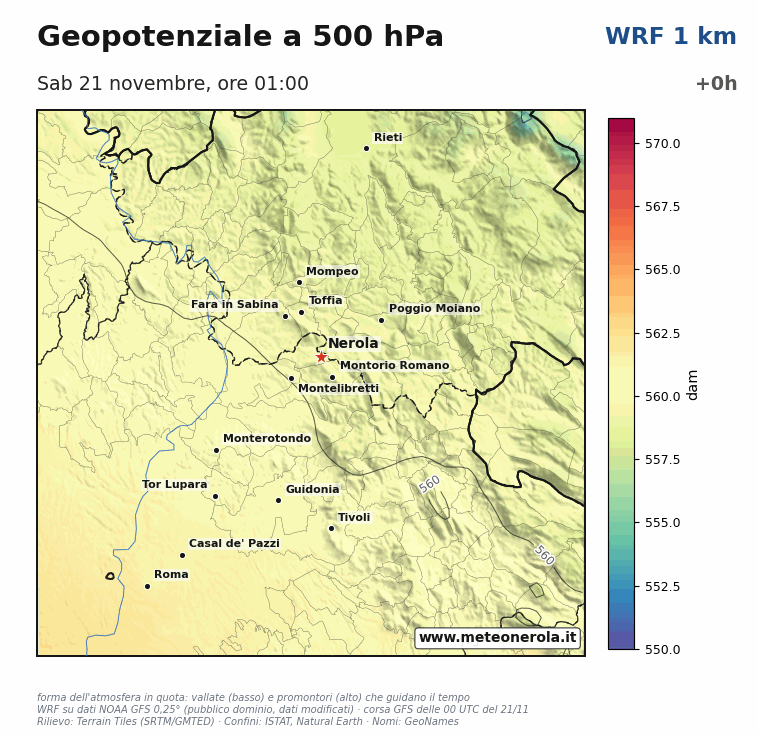 Geopotenziale a 500 hPa
WRF 1 km
Sab 21 novembre, ore 01:00
+0h
Rieti
Mompeo
Toffia
Fara in Sabina
Poggio Moiano
Nerola
Montorio Romano
Montelibretti
Monterotondo
560
Tor Lupara
Guidonia
Tivoli
Casal de' Pazzi
560
Roma
www.meteonerola.it
570.0
567.5
565.0
562.5
560.0
557.5
555.0
552.5
550.0
dam
forma dell'atmosfera in quota: vallate (basso) e promontori (alto) che guidano il tempo
WRF su dati NOAA GFS 0,25° (pubblico dominio, dati modificati) · corsa GFS delle 00 UTC del 21/11
Rilievo: Terrain Tiles (SRTM/GMTED) · Confini: ISTAT, Natural Earth · Nomi: GeoNames